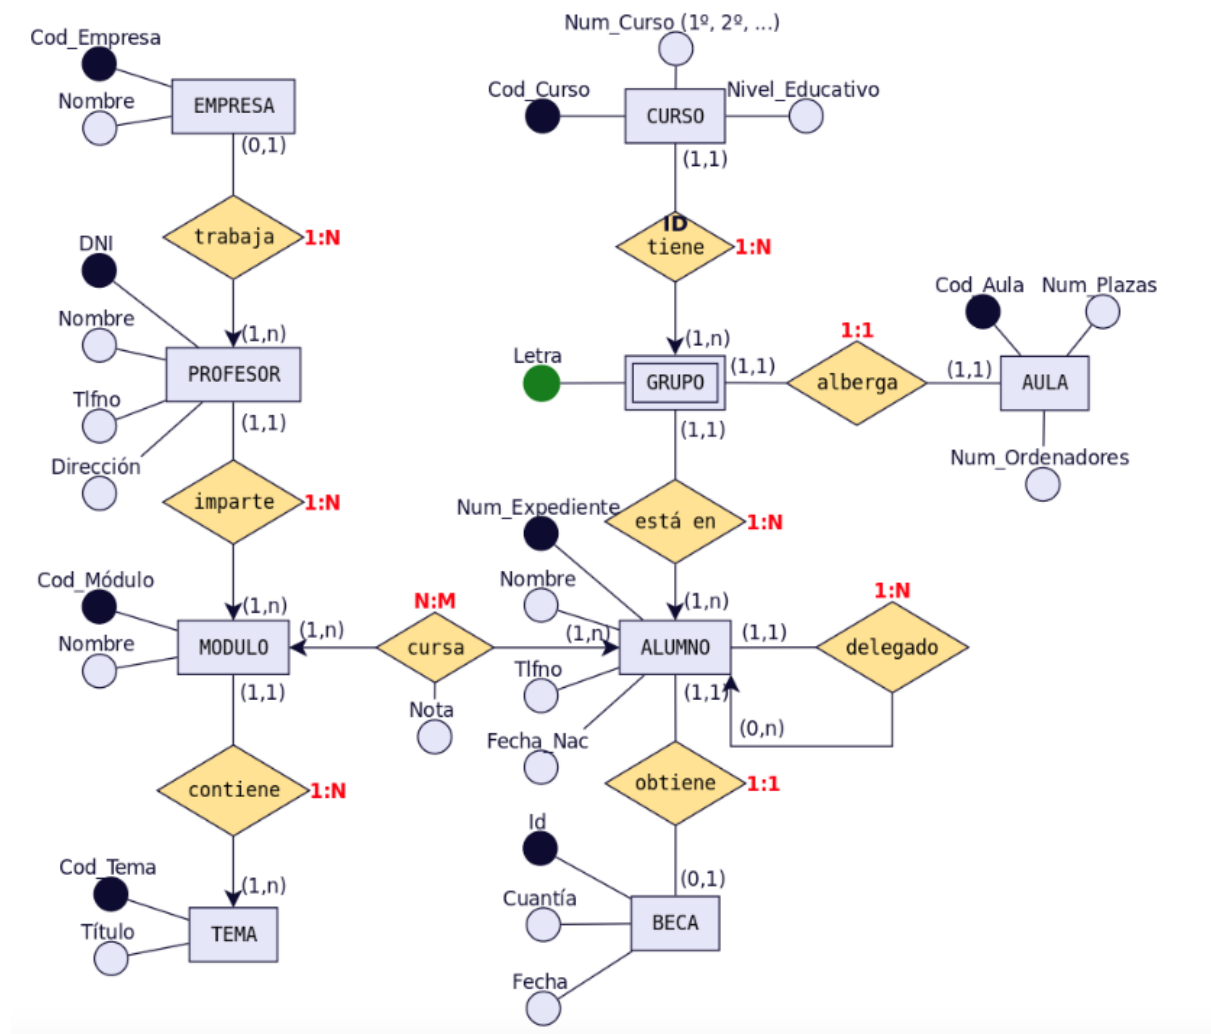 Cod_Empresa
Nombre
EMPRESA
(0,1)
trabaja
1:N
DNI
Nombre
Tlfno
Dirección
(1,n)
PROFESOR
(1,1)
imparte
1:N
Cod_Módulo
Nombre
(1,n)
MODULO
(1,1)
contiene
1:N
Cod_Tema
Título
(1,n)
TEMA
(1,n)
N:M
cursa
Nota
(1,n)
Num_Curso (1º, 2º, ...)
Cod_Curso
Nivel_Educativo
CURSO
(1,1)
ID
tiene
1:N
(1,n)
Letra
GRUPO
(1,1)
1:1
alberga
(1,1)
Cod_Aula
Num_Plazas
AULA
Num_Ordenadores
(1,1)
está en
1:N
Num_Expediente
Nombre
Tlfno
Fecha_Nac
(1,n)
ALUMNO
(1,1)
1:N
delegado
(0,n)
(1,1)
obtiene
1:1
(0,1)
Id
Cuantía
Fecha
BECA